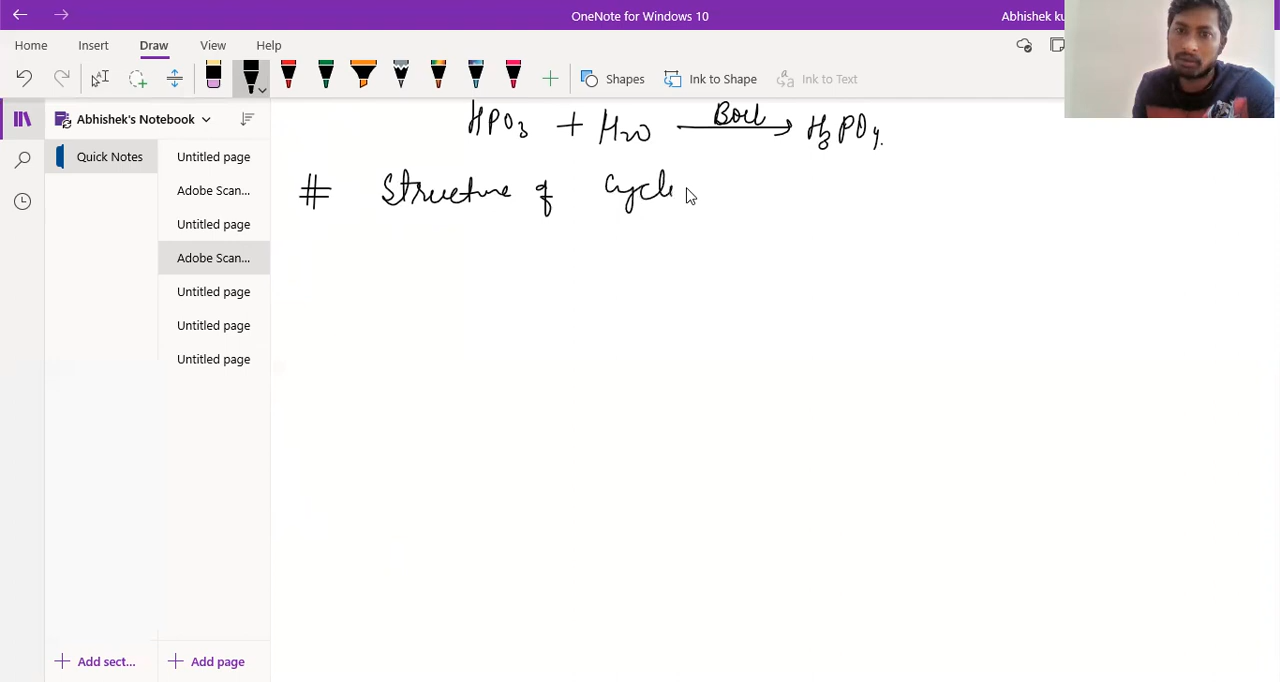 OneNote for Windows 10
Abhishek ku
Home Insert Draw View Help
Shapes Ink to Shape Ink to Text
Abhishek's Notebook
Quick Notes
Untitled page
Adobe Scan...
Untitled page
Adobe Scan...
Untitled page
Untitled page
Untitled page
Add sect...
Add page
HPO3 + H2O Boil → H3PO4.
# Structure of Cycle